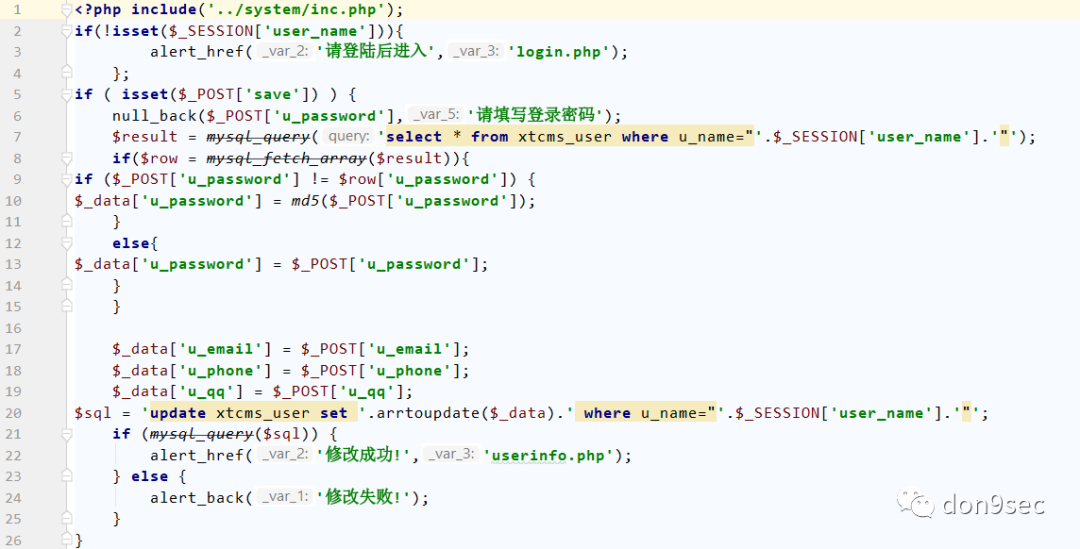 1 <?php include('../system/inc.php');
2 if(!isset($_SESSION['user_name'])){
3 alert_href( _var_2: '请登陆后进入', _var_3: 'login.php');
4 };
5 if ( isset($_POST['save']) ) {
6 null_back($_POST['u_password'], _var_5: '请填写登录密码');
7 $result = mysql_query( query: 'select * from xtcms_user where u_name="'.$_SESSION['user_name'].'"');
8 if($row = mysql_fetch_array($result)){
9 if ($_POST['u_password'] != $row['u_password']) {
10 $_data['u_password'] = md5($_POST['u_password']);
11 }
12 else{
13 $_data['u_password'] = $_POST['u_password'];
14 }
15 }
16
17 $_data['u_email'] = $_POST['u_email'];
18 $_data['u_phone'] = $_POST['u_phone'];
19 $_data['u_qq'] = $_POST['u_qq'];
20 $sql = 'update xtcms_user set '.arrtoupdate($_data).' where u_name="'.$_SESSION['user_name'].'"';
21 if (mysql_query($sql)) {
22 alert_href( _var_2: '修改成功!', _var_3: 'userinfo.php');
23 } else {
24 alert_back( _var_1: '修改失败!');
25 }
26 }
don9sec